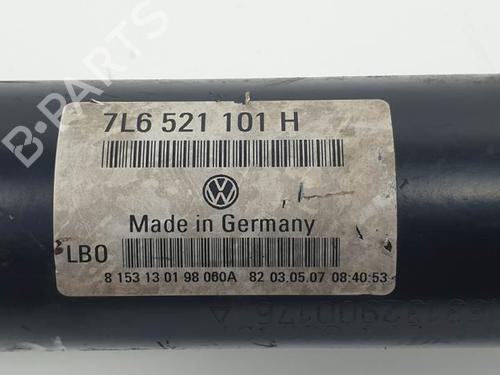 B-PARTS
7L6 521 101 H
VW
Made in Germany
LBO
8 153 13 01 98 060A 82 03.05.07 08:40:53